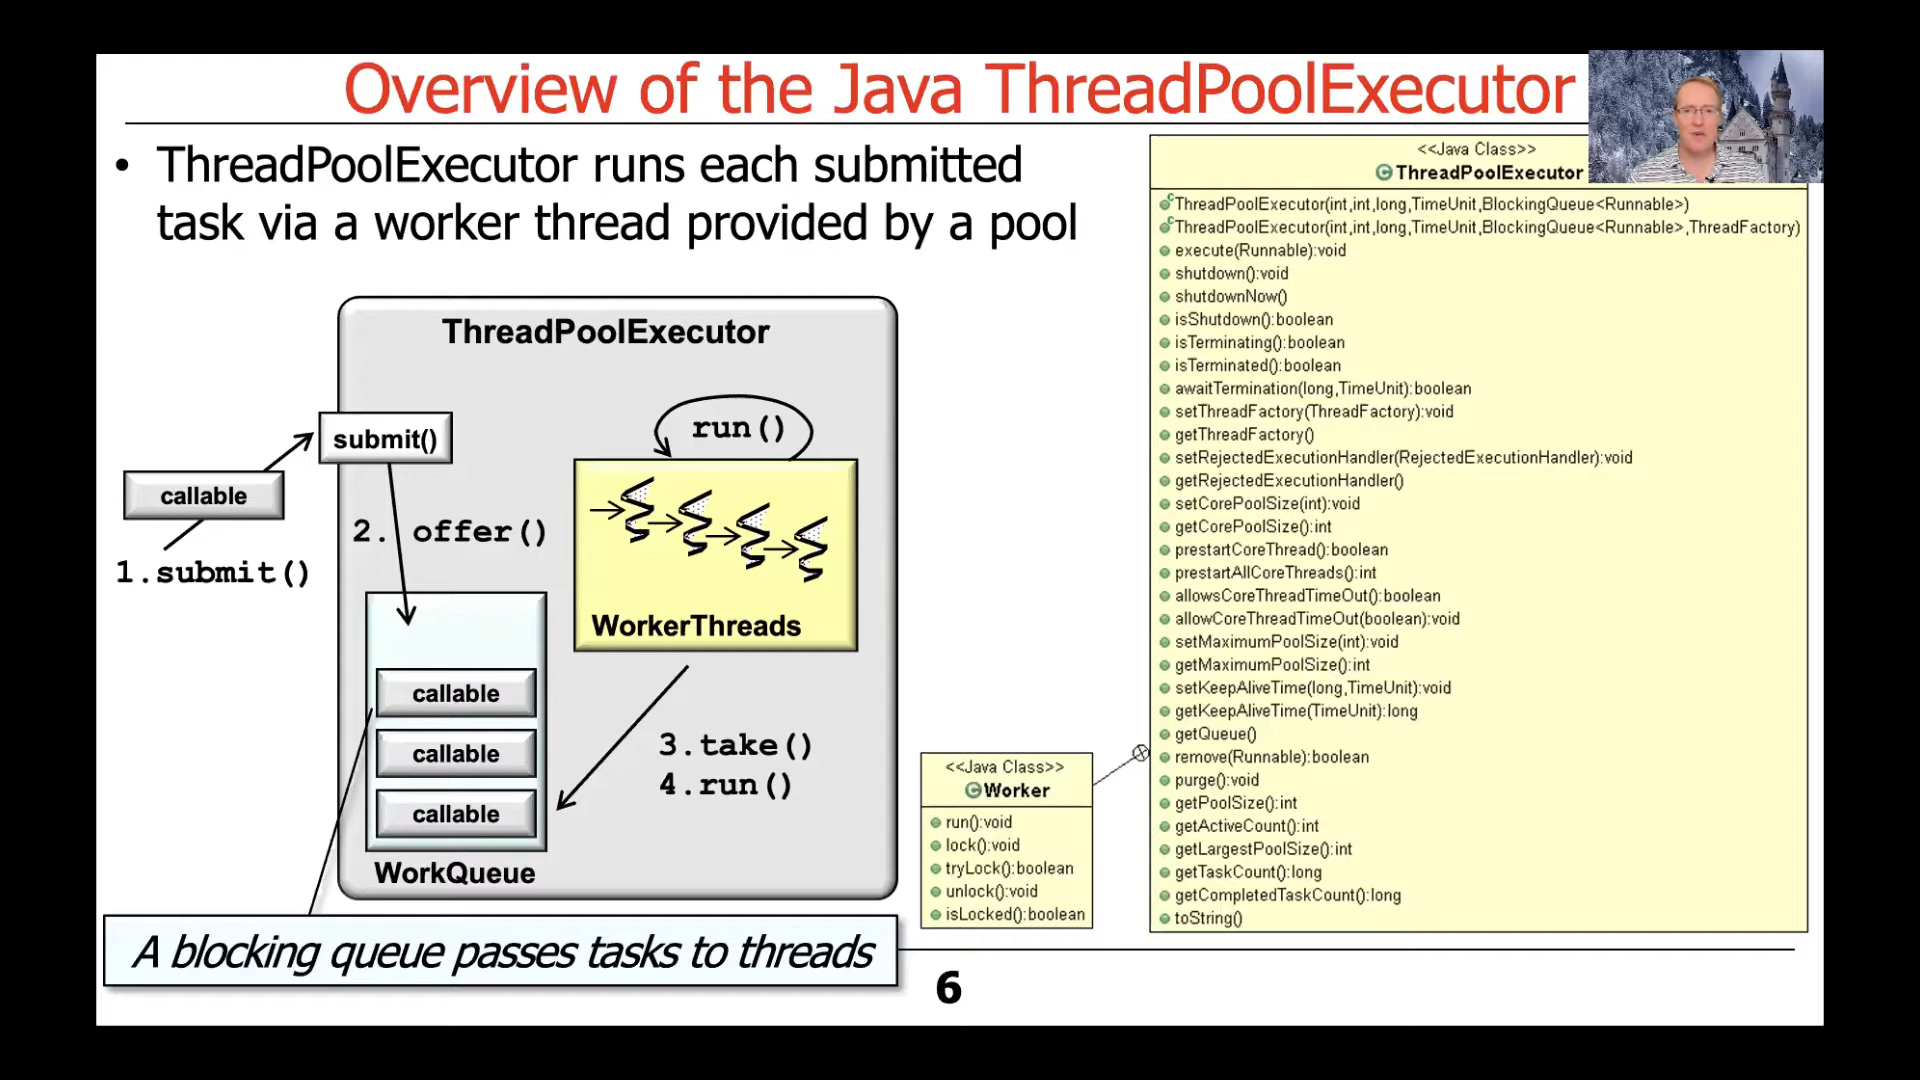 Overview of the Java ThreadPoolExecutor
• ThreadPoolExecutor runs each submitted
task via a worker thread provided by a pool
ThreadPoolExecutor
run()
submit()
callable
2. offer()
1.submit()
WorkerThreads
callable
callable
callable
3.take()
4.run()
WorkQueue
A blocking queue passes tasks to threads
<<Java Class>>
Worker
run():void
lock():void
tryLock():boolean
unlock():void
isLocked():boolean
<<Java Class>>
ThreadPoolExecutor
ThreadPoolExecutor(int,int,long,TimeUnit,BlockingQueue<Runnable>)
ThreadPoolExecutor(int,int,long,TimeUnit,BlockingQueue<Runnable>,ThreadFactory)
execute(Runnable):void
shutdown():void
shutdownNow()
isShutdown():boolean
isTerminating():boolean
isTerminated():boolean
awaitTermination(long,TimeUnit):boolean
setThreadFactory(ThreadFactory):void
getThreadFactory()
setRejectedExecutionHandler(RejectedExecutionHandler):void
getRejectedExecutionHandler()
setCorePoolSize(int):void
getCorePoolSize():int
prestartCoreThread():boolean
prestartAllCoreThreads():int
allowsCoreThreadTimeOut():boolean
allowCoreThreadTimeOut(boolean):void
setMaximumPoolSize(int):void
getMaximumPoolSize():int
setKeepAliveTime(long,TimeUnit):void
getKeepAliveTime(TimeUnit):long
getQueue()
remove(Runnable):boolean
purge():void
getPoolSize():int
getActiveCount():int
getLargestPoolSize():int
getTaskCount():long
getCompletedTaskCount():long
toString()
6